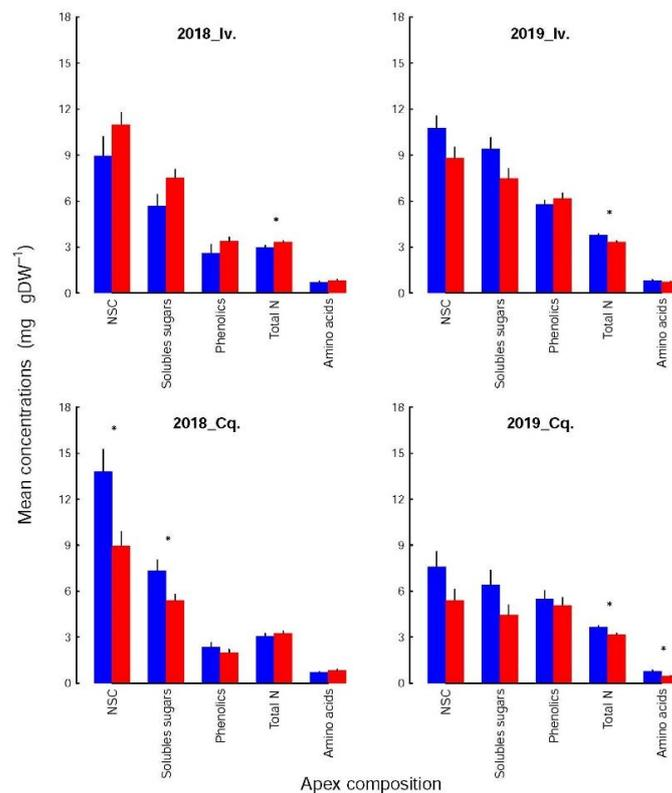 Mean concentrations (mg gDW⁻¹)
2018_Iv.
18
15
12
9
6
3
0
*
NSC
Solubles sugars
Phenolics
Total N
Amino acids
2019_Iv.
18
15
12
9
6
3
0
*
NSC
Solubles sugars
Phenolics
Total N
Amino acids
2018_Cq.
18
15
12
9
6
3
0
*
*
NSC
Solubles sugars
Phenolics
Total N
Amino acids
2019_Cq.
18
15
12
9
6
3
0
*
*
NSC
Solubles sugars
Phenolics
Total N
Amino acids
Apex composition